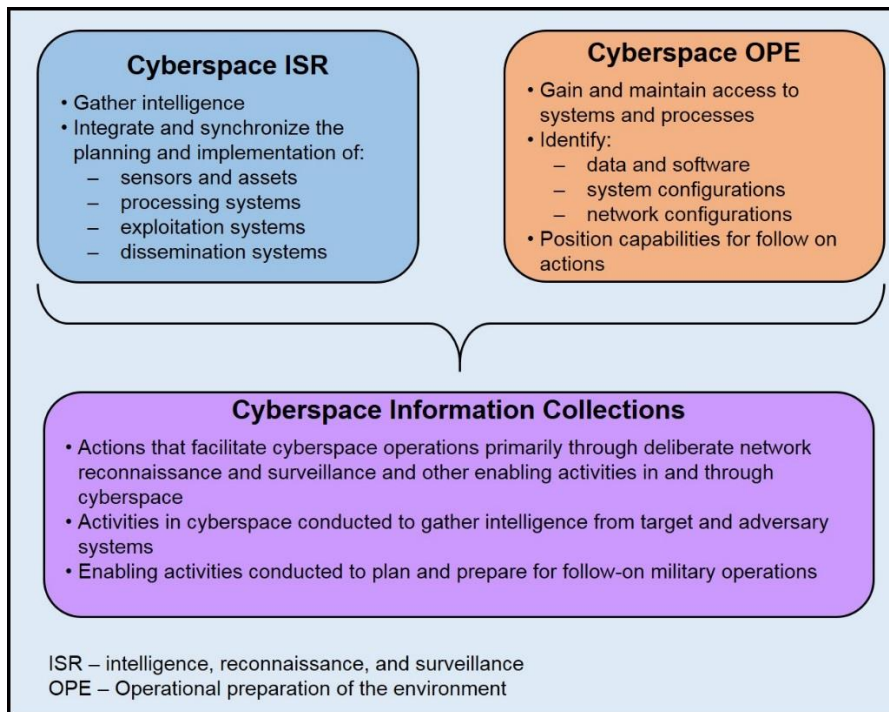 Cyberspace ISR
• Gather intelligence
• Integrate and synchronize the
planning and implementation of:
– sensors and assets
– processing systems
– exploitation systems
– dissemination systems
Cyberspace OPE
• Gain and maintain access to
systems and processes
• Identify:
– data and software
– system configurations
– network configurations
• Position capabilities for follow on
actions
Cyberspace Information Collections
• Actions that facilitate cyberspace operations primarily through deliberate network
reconnaissance and surveillance and other enabling activities in and through
cyberspace
• Activities in cyberspace conducted to gather intelligence from target and adversary
systems
• Enabling activities conducted to plan and prepare for follow-on military operations
ISR – intelligence, reconnaissance, and surveillance
OPE – Operational preparation of the environment